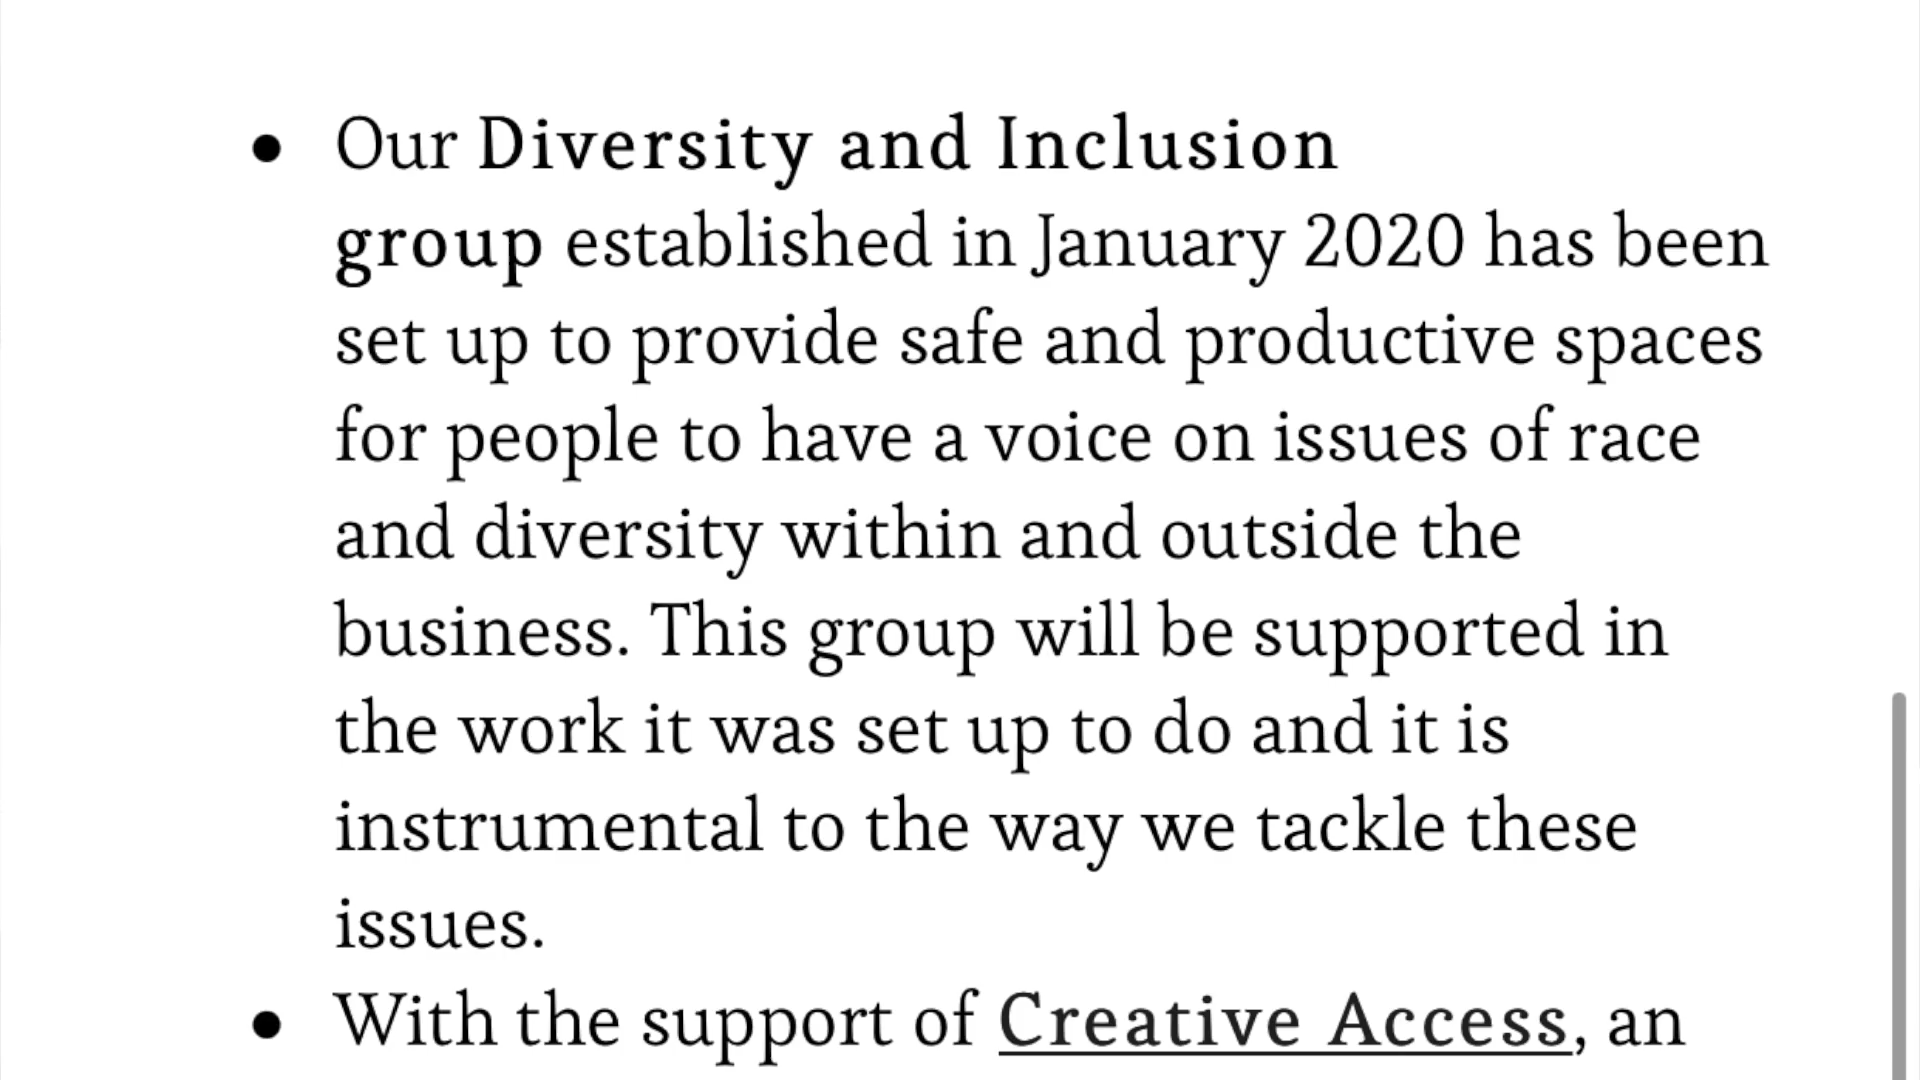 • Our Diversity and Inclusion
group established in January 2020 has been
set up to provide safe and productive spaces
for people to have a voice on issues of race
and diversity within and outside the
business. This group will be supported in
the work it was set up to do and it is
instrumental to the way we tackle these
issues.
• With the support of Creative Access, an